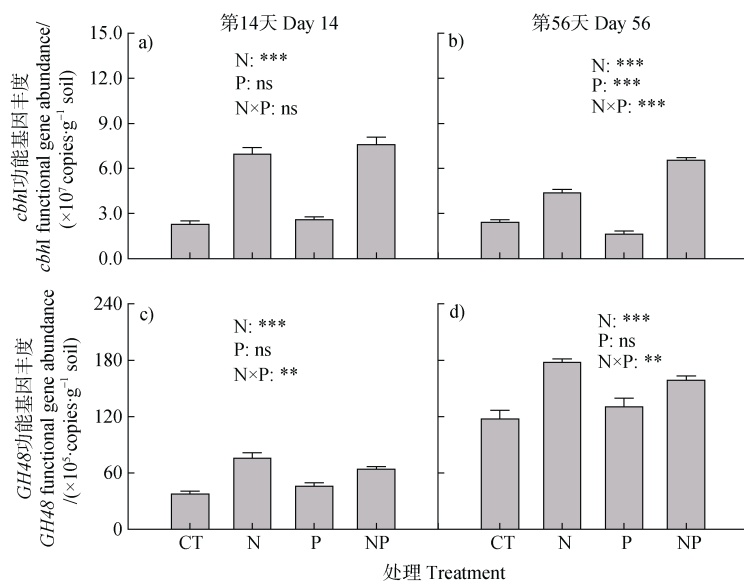 第14天 Day 14
第56天 Day 56
cbhI功能基因丰度
cbhI functional gene abundance/
(×10⁷ copies·g⁻¹ soil)
15.0
12.0
9.0
6.0
3.0
0.0
a)
N: ***
P: ns
N×P: ns
b)
N: ***
P: ***
N×P: ***
GH48功能基因丰度
GH48 functional gene abundance
/(×10⁵·copies·g⁻¹ soil)
240
180
120
60
0
c)
N: ***
P: ns
N×P: **
d)
N: ***
P: ns
N×P: **
CT N P NP
CT N P NP
处理 Treatment